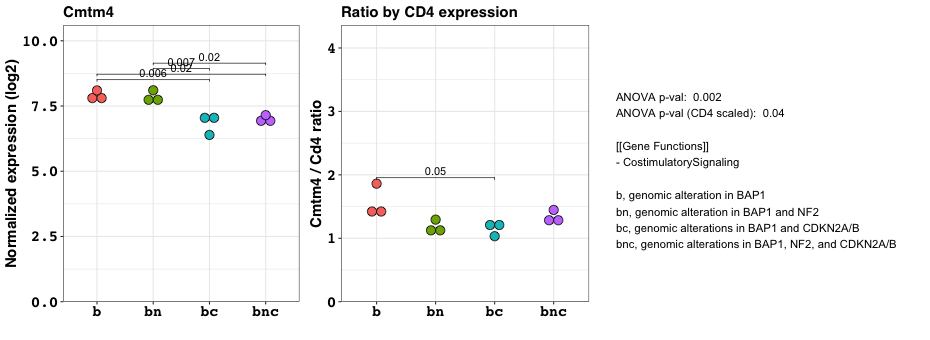 Cmtm4
Normalized expression (log2)
10.0
7.5
5.0
2.5
0.0
0.02
0.007
0.02
0.006
b
bn
bc
bnc
Ratio by CD4 expression
Cmtm4 / Cd4 ratio
4
3
2
1
0
0.05
b
bn
bc
bnc
ANOVA p-val:  0.002
ANOVA p-val (CD4 scaled):  0.04
[[Gene Functions]]
- CostimulatorySignaling
b, genomic alteration in BAP1
bn, genomic alteration in BAP1 and NF2
bc, genomic alterations in BAP1 and CDKN2A/B
bnc, genomic alterations in BAP1, NF2, and CDKN2A/B